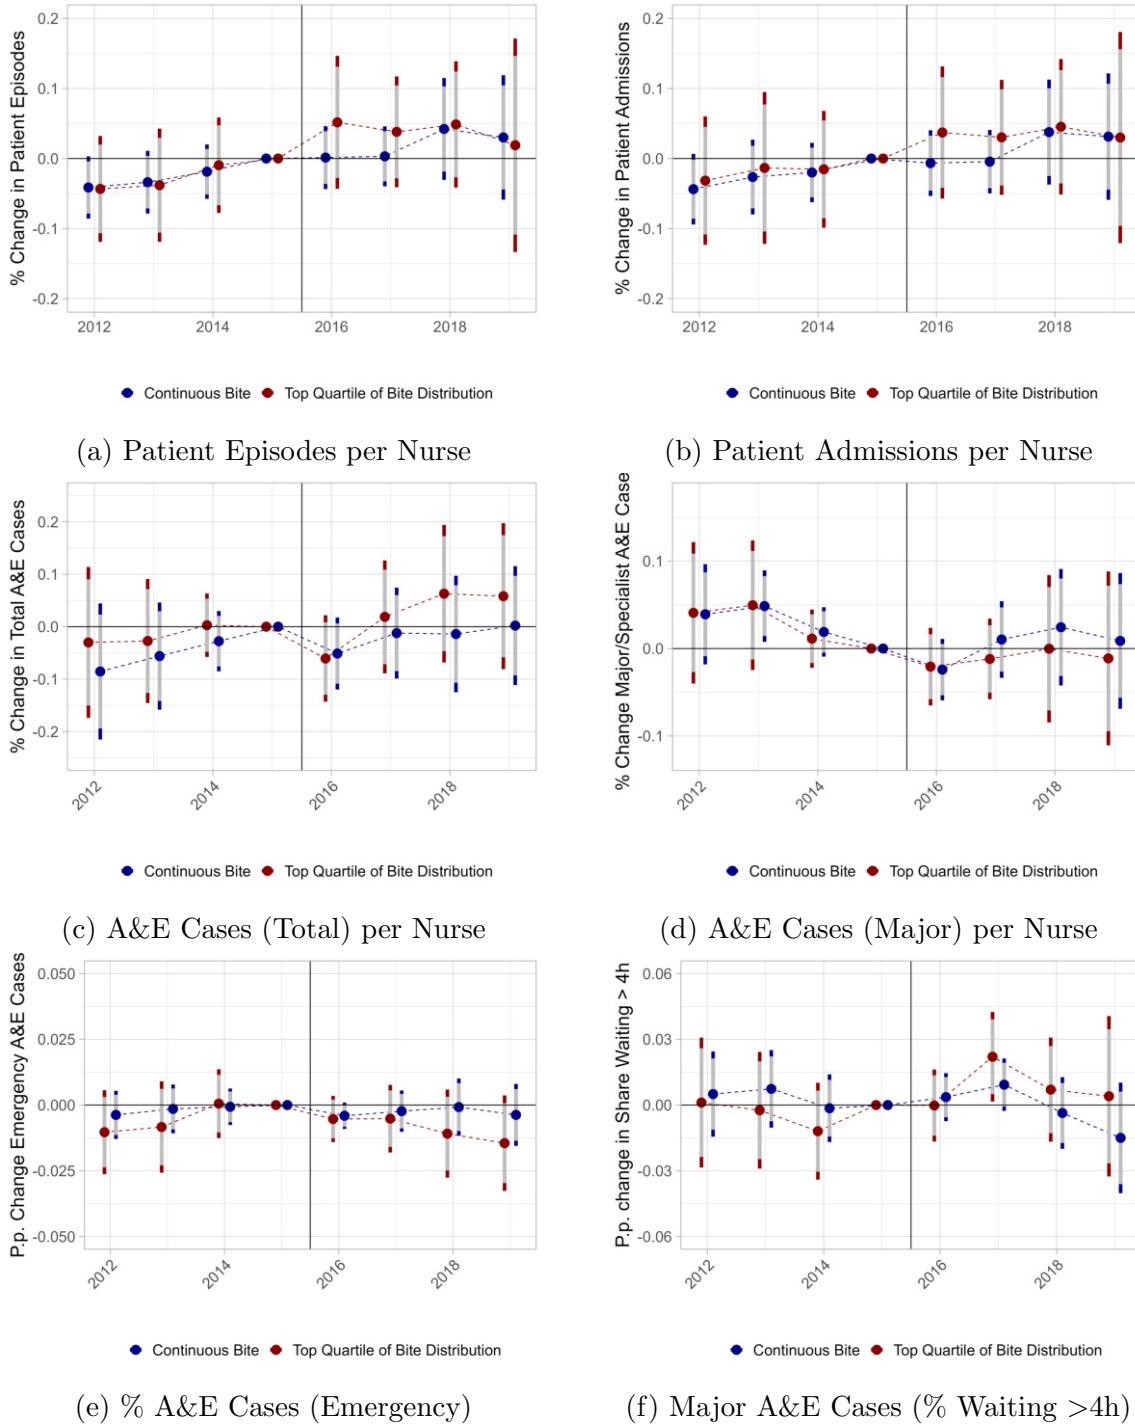 % Change in Patient Episodes
0.2
0.1
0.0
-0.1
-0.2
2012 2014 2016 2018
Continuous Bite Top Quartile of Bite Distribution
(a) Patient Episodes per Nurse
% Change in Patient Admissions
0.2
0.1
0.0
-0.1
-0.2
2012 2014 2016 2018
Continuous Bite Top Quartile of Bite Distribution
(b) Patient Admissions per Nurse
% Change in Total A&E Cases
0.2
0.1
0.0
-0.1
-0.2
2012 2014 2016 2018
Continuous Bite Top Quartile of Bite Distribution
(c) A&E Cases (Total) per Nurse
% Change Major/Specialist A&E Case
0.1
0.0
-0.1
2012 2014 2016 2018
Continuous Bite Top Quartile of Bite Distribution
(d) A&E Cases (Major) per Nurse
P.p. Change Emergency A&E Cases
0.050
0.025
0.000
-0.025
-0.050
2012 2014 2016 2018
Continuous Bite Top Quartile of Bite Distribution
(e) % A&E Cases (Emergency)
P.p. change in Share Waiting > 4h
0.06
0.03
0.00
-0.03
-0.06
2012 2014 2016 2018
Continuous Bite Top Quartile of Bite Distribution
(f) Major A&E Cases (% Waiting >4h)